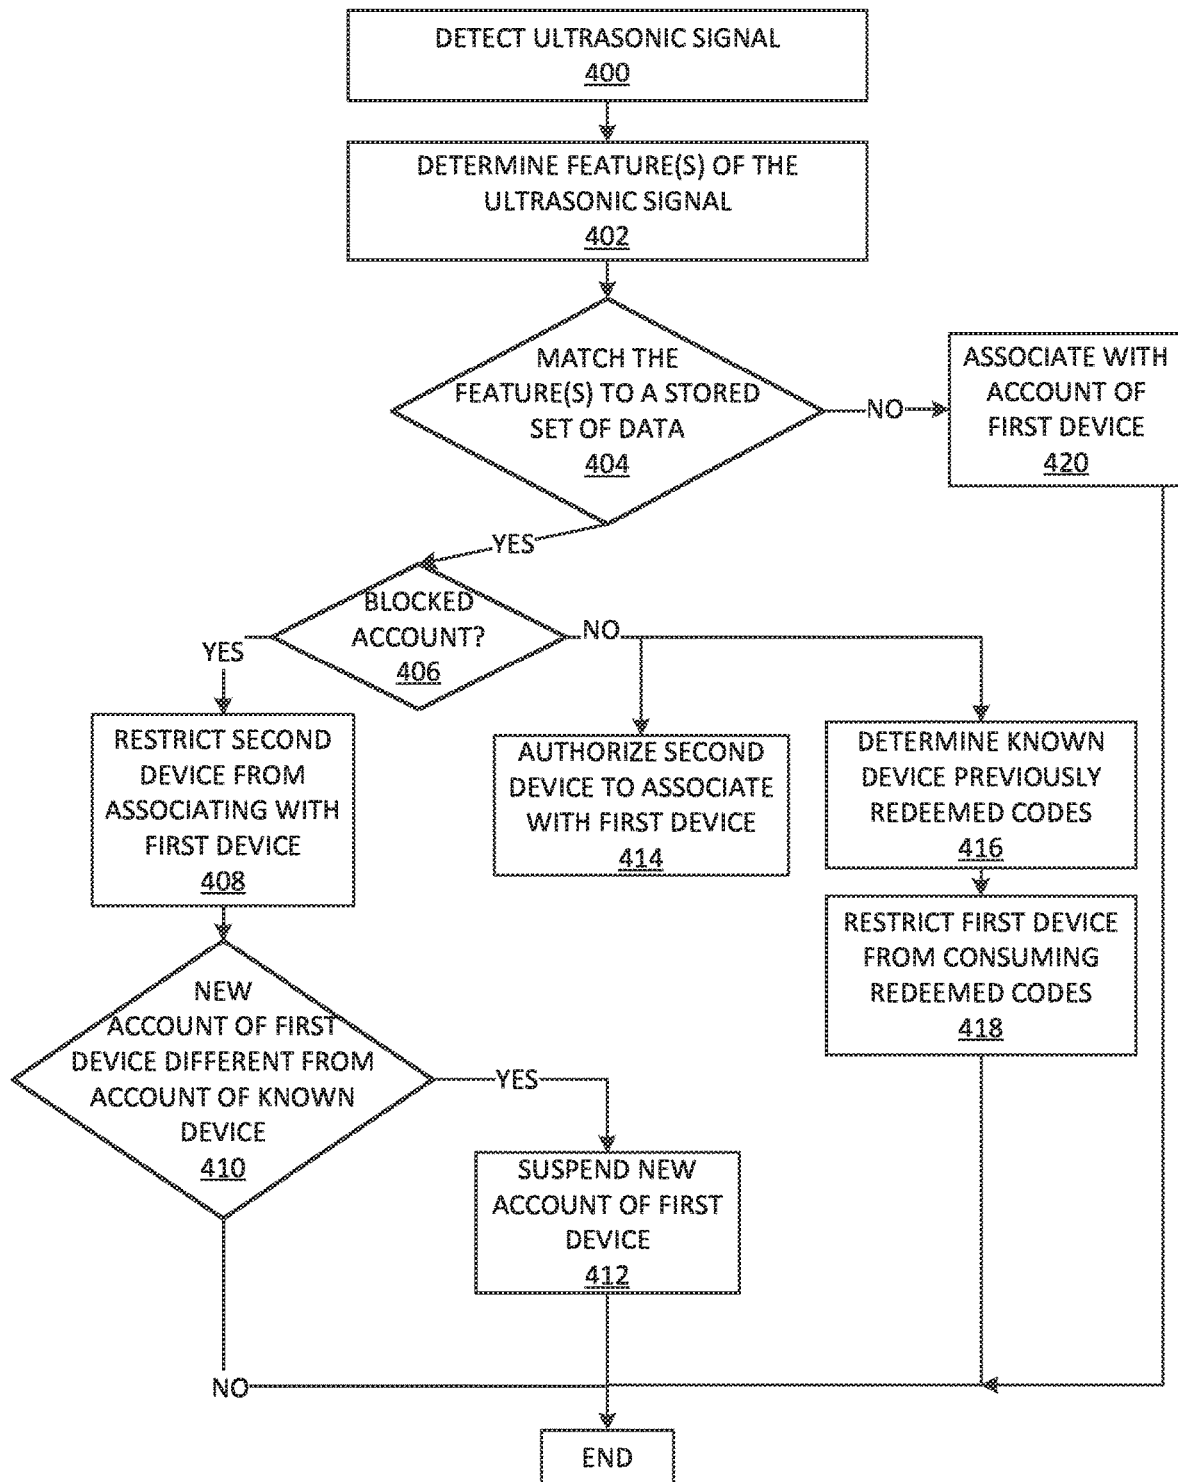 DETECT ULTRASONIC SIGNAL
400
DETERMINE FEATURE(S) OF THE
ULTRASONIC SIGNAL
402
MATCH THE
FEATURE(S) TO A STORED
SET OF DATA
404
NO
ASSOCIATE WITH
ACCOUNT OF
FIRST DEVICE
420
YES
BLOCKED
ACCOUNT?
406
YES
NO
RESTRICT SECOND
DEVICE FROM
ASSOCIATING WITH
FIRST DEVICE
408
AUTHORIZE SECOND
DEVICE TO ASSOCIATE
WITH FIRST DEVICE
414
DETERMINE KNOWN
DEVICE PREVIOUSLY
REDEEMED CODES
416
RESTRICT FIRST DEVICE
FROM CONSUMING
REDEEMED CODES
418
NEW
ACCOUNT OF FIRST
DEVICE DIFFERENT FROM
ACCOUNT OF KNOWN
DEVICE
410
YES
SUSPEND NEW
ACCOUNT OF FIRST
DEVICE
412
NO
END